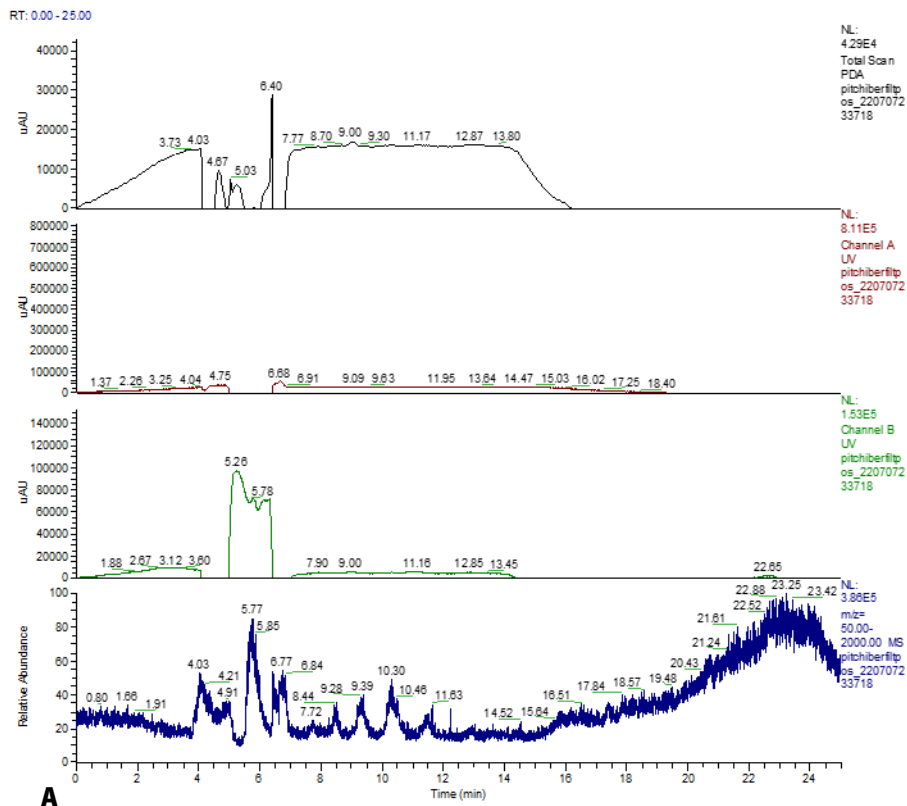 RT: 0.00 - 25.00
NL:
4.29E4
Total Scan
PDA
pitchiberfiltp
os_2207072
33718
uAU
40000
30000
20000
10000
0
3.73 4.03 4.67 5.03 6.40 7.77 8.70 9.00 9.30 11.17 12.87 13.80
NL:
8.11E5
Channel A
UV
pitchiberfiltp
os_2207072
33718
uAU
800000
700000
600000
500000
400000
300000
200000
100000
0
1.37 2.26 3.25 4.04 4.75 6.68 6.91 9.09 9.63 11.95 13.64 14.47 15.03 16.02 17.25 18.40
NL:
1.53E5
Channel B
UV
pitchiberfiltp
os_2207072
33718
uAU
140000
120000
100000
80000
60000
40000
20000
0
1.88 2.67 3.12 3.60 5.26 5.78 7.90 9.00 11.16 12.85 13.45 22.65
NL:
3.86E5
m/z=
50.00-
2000.00 MS
pitchiberfiltp
os_2207072
33718
Relative Abundance
100
80
60
40
20
0
0.80 1.66 1.91 4.03 4.21 4.91 5.77 5.85 6.77 6.84 7.72 8.44 9.28 9.39 10.30 10.46 11.63 14.52 15.64 16.51 17.84 18.57 19.48 20.43 21.24 21.61 22.52 22.88 23.25 23.42
0 2 4 6 8 10 12 14 16 18 20 22 24
Time (min)
A